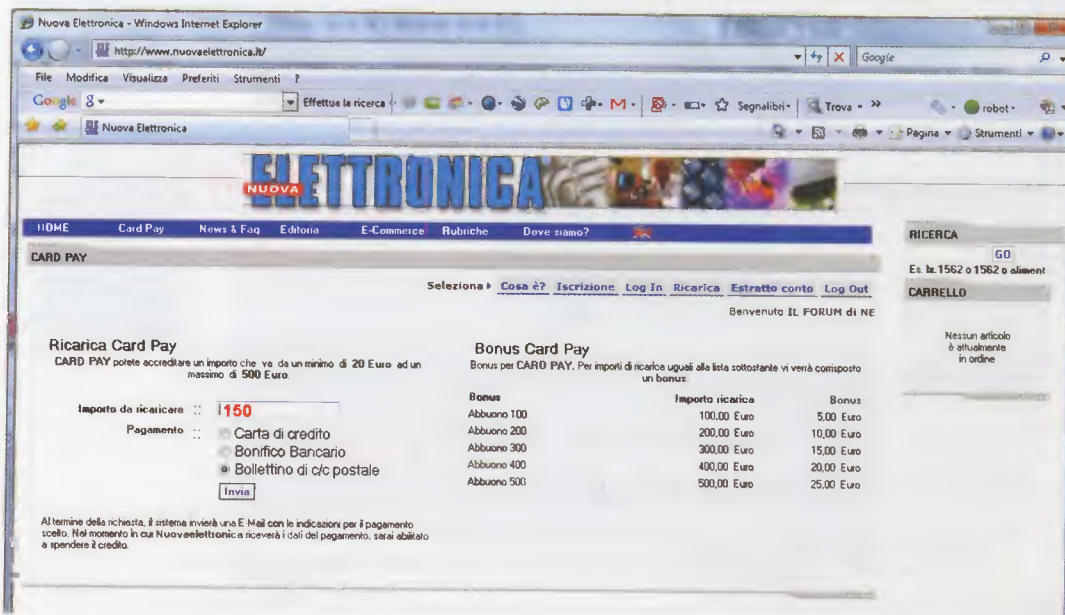 Nuova Elettronica - Windows Internet Explorer
http://www.nuovaelettronica.it/
Google
File Modifica Visualizza Preferiti Strumenti ?
Google Effettua la ricerca Segnalibri Trova robot
Nuova Elettronica
Pagina Strumenti
NUOVA ELETTRONICA
HOME Card Pay News & Faq Editoria E-Commerce Rubriche Dove siamo?
CARD PAY
Seleziona Cosa è? Iscrizione Log In Ricarica Estratto conto Log Out
Benvenuto IL FORUM di NE
Ricarica Card Pay
CARD PAY potete accreditare un importo che va da un minimo di 20 Euro ad un
massimo di 500 Euro.
Importo da ricaricare :: 150
Pagamento :: Carta di credito
Bonifico Bancario
Bollettino di c/c postale
Invia
Al termine della richiesta, il sistema invierà una E-Mail con le indicazioni per il pagamento
scelto. Nel momento in cui Nuovaelettronica riceverà i dati del pagamento, sarai abilitato
a spendere il credito.
Bonus Card Pay
Bonus per CARD PAY. Per importi di ricarica uguali alla lista sottostante vi verrà corrisposto
un bonus.
Bonus Importo ricarica Bonus
Abbuono 100 100,00 Euro 5,00 Euro
Abbuono 200 200,00 Euro 10,00 Euro
Abbuono 300 300,00 Euro 15,00 Euro
Abbuono 400 400,00 Euro 20,00 Euro
Abbuono 500 500,00 Euro 25,00 Euro
RICERCA
GO
Es. lx.1562 o 1562 o aliment
CARRELLO
Nessun articolo
è attualmente
in ordine